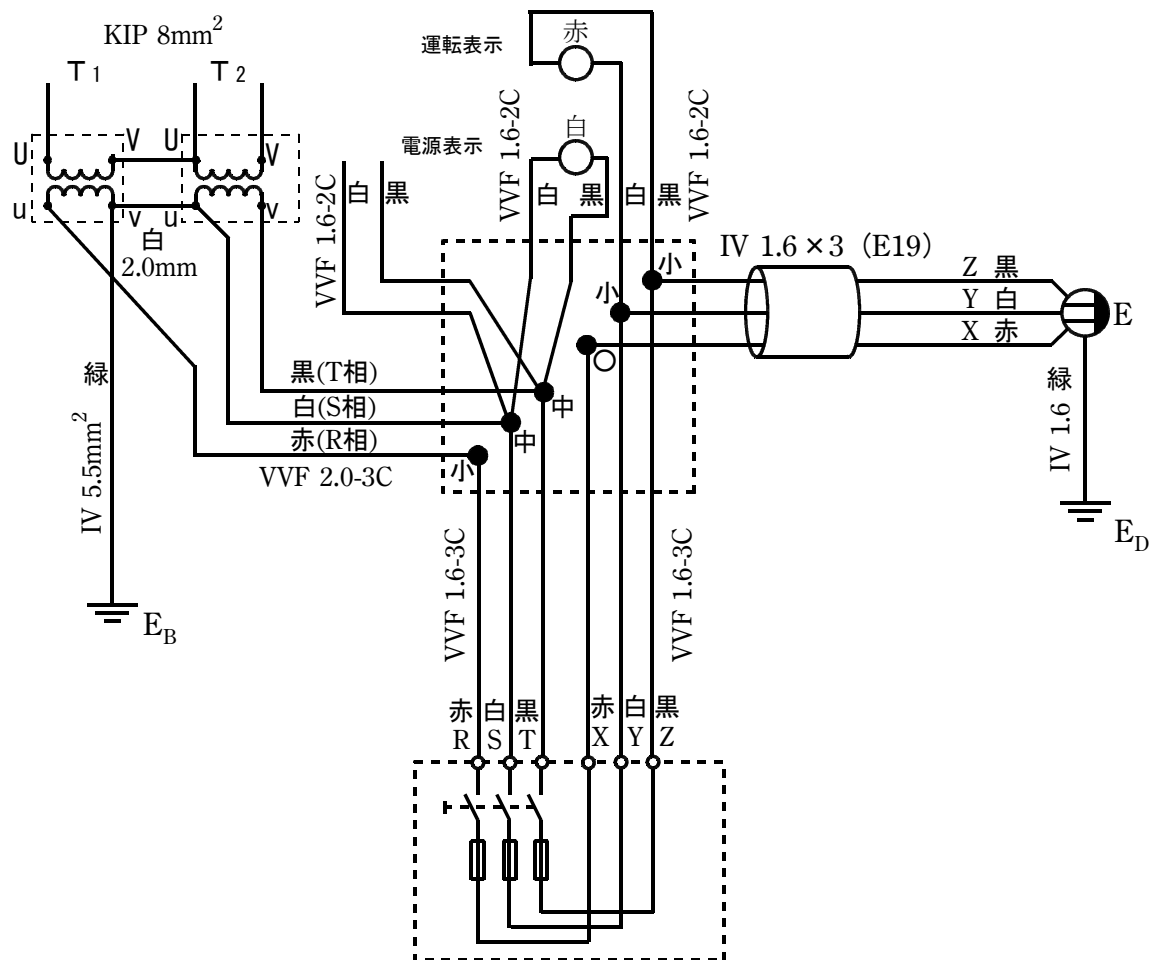 KIP 8mm²
T1 T2
U V U V
u v u v
白
2.0mm
運転表示
赤
電源表示
白
VVF 1.6-2C
白 黒
VVF 1.6-2C
白 黒
白 黒
VVF 1.6-2C
小
小
○
中
中
小
IV 1.6×3 (E19)
Z 黒
Y 白
X 赤
E
緑
IV 1.6
E_D
黒(T相)
白(S相)
赤(R相)
VVF 2.0-3C
緑
IV 5.5mm²
E_B
VVF 1.6-3C
VVF 1.6-3C
赤 白 黒 赤 白 黒
R S T X Y Z